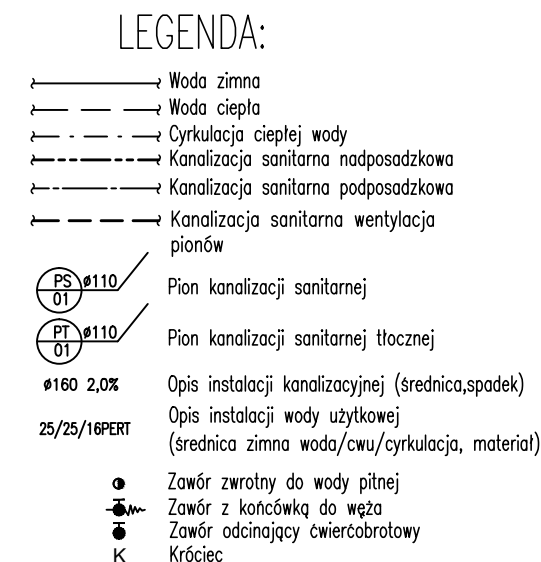 LEGENDA:
Woda zimna
Woda ciepła
Cyrkulacja ciepłej wody
Kanalizacja sanitarna nadposadzkowa
Kanalizacja sanitarna podposadzkowa
Kanalizacja sanitarna wentylacja
pionów
PS ø110
01
Pion kanalizacji sanitarnej
PT ø110
01
Pion kanalizacji sanitarnej tłocznej
ø160 2,0% Opis instalacji kanalizacyjnej (średnica,spadek)
25/25/16PERT Opis instalacji wody użytkowej
(średnica zimna woda/cwu/cyrkulacja, materiał)
Zawór zwrotny do wody pitnej
Zawór z końcówką do węża
Zawór odcinający ćwierćobrotowy
K Króciec